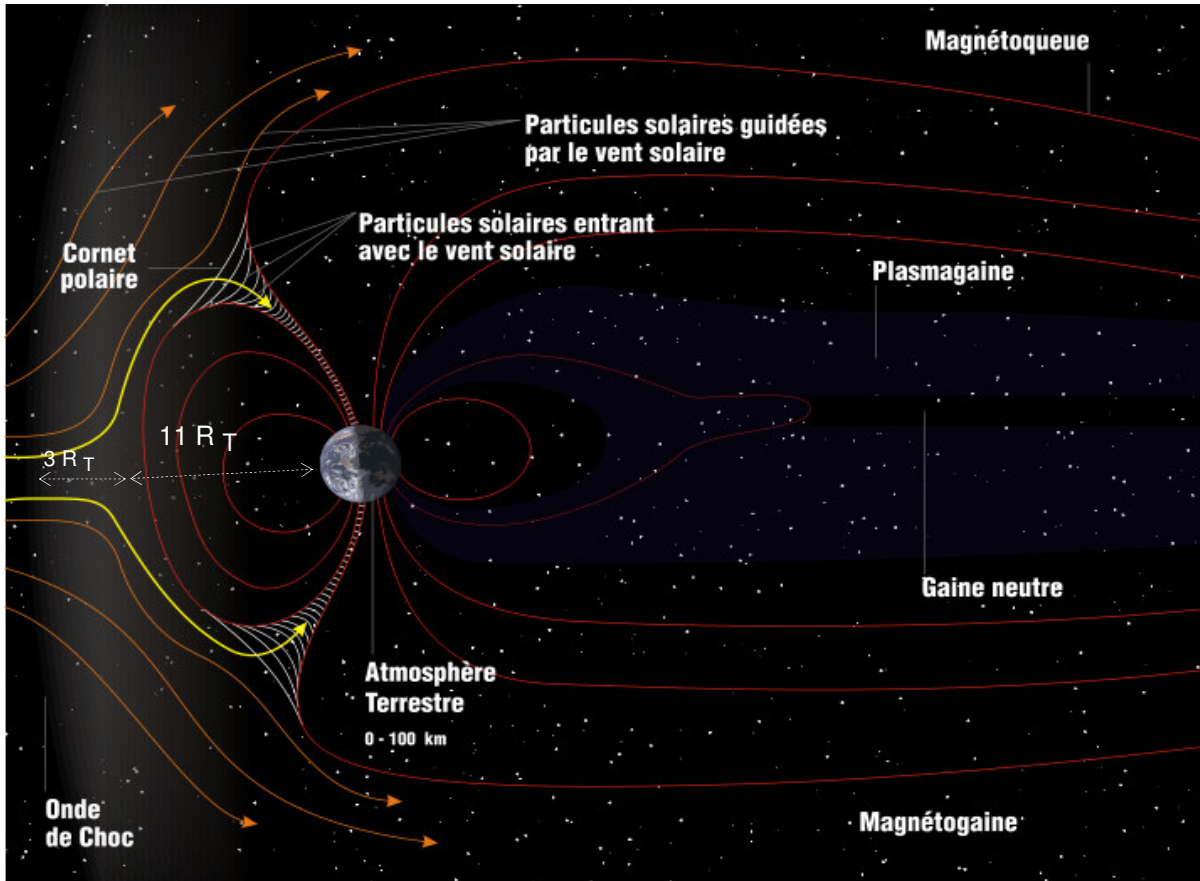 Magnétoqueue
Particules solaires guidées
par le vent solaire
Particules solaires entrant
avec le vent solaire
Cornet
polaire
Plasmagaine
11 R T
3 R T
Gaine neutre
Atmosphère
Terrestre
0 - 100 km
Onde
de Choc
Magnétogaine